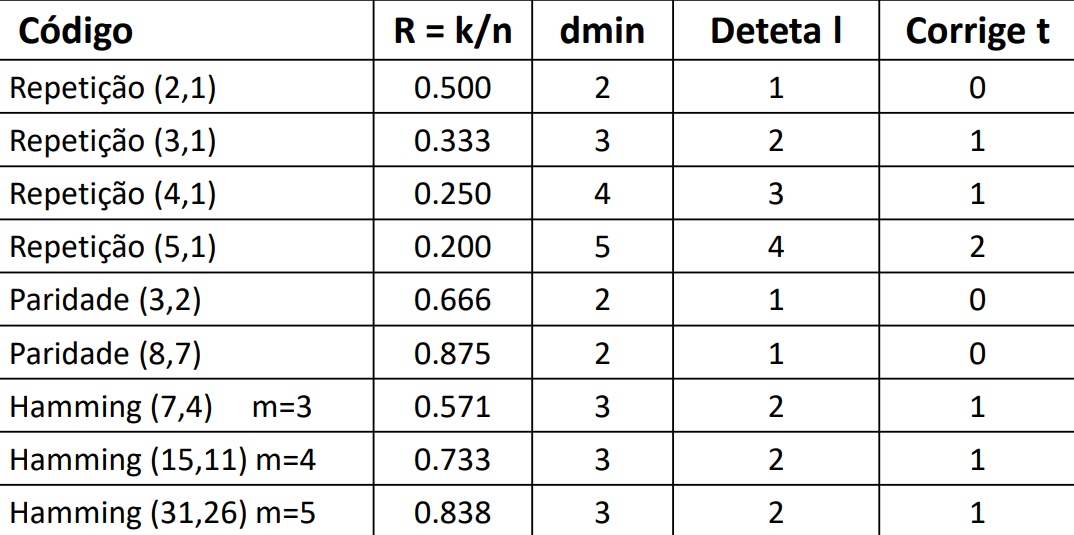 Código R = k/n dmin Deteta l Corrige t
Repetição (2,1) 0.500 2 1 0
Repetição (3,1) 0.333 3 2 1
Repetição (4,1) 0.250 4 3 1
Repetição (5,1) 0.200 5 4 2
Paridade (3,2) 0.666 2 1 0
Paridade (8,7) 0.875 2 1 0
Hamming (7,4) m=3 0.571 3 2 1
Hamming (15,11) m=4 0.733 3 2 1
Hamming (31,26) m=5 0.838 3 2 1